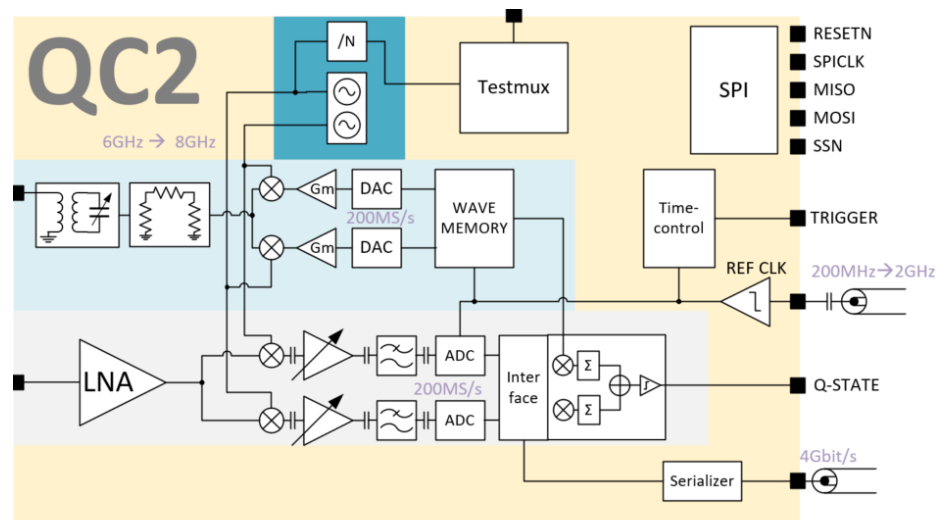 QC2
6GHz → 8GHz
/N
Testmux
SPI
RESETN
SPICLK
MISO
MOSI
SSN
Gm
DAC
200MS/s
Gm
DAC
WAVE
MEMORY
Time-
control
TRIGGER
REF CLK
200MHz→2GHz
LNA
ADC
200MS/s
ADC
Inter
face
Σ
Σ
Q-STATE
4Gbit/s
Serializer